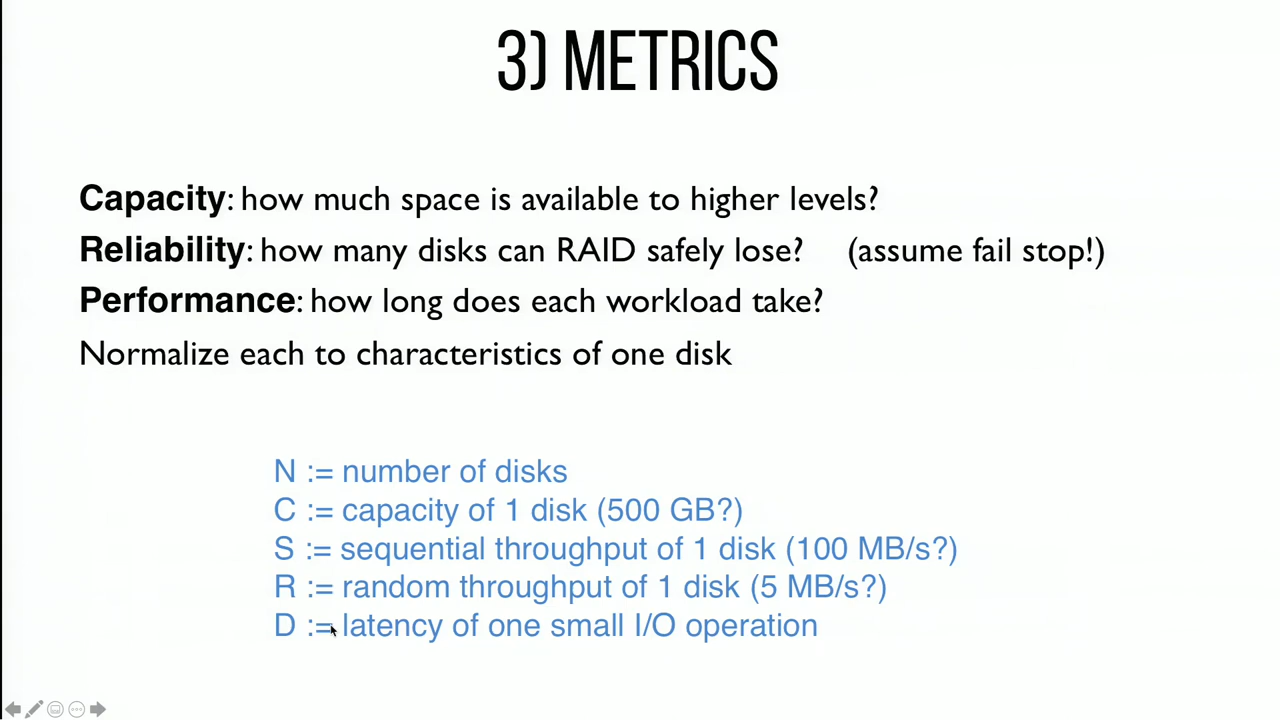 3) METRICS
Capacity: how much space is available to higher levels?
Reliability: how many disks can RAID safely lose? (assume fail stop!)
Performance: how long does each workload take?
Normalize each to characteristics of one disk
N := number of disks
C := capacity of 1 disk (500 GB?)
S := sequential throughput of 1 disk (100 MB/s?)
R := random throughput of 1 disk (5 MB/s?)
D := latency of one small I/O operation